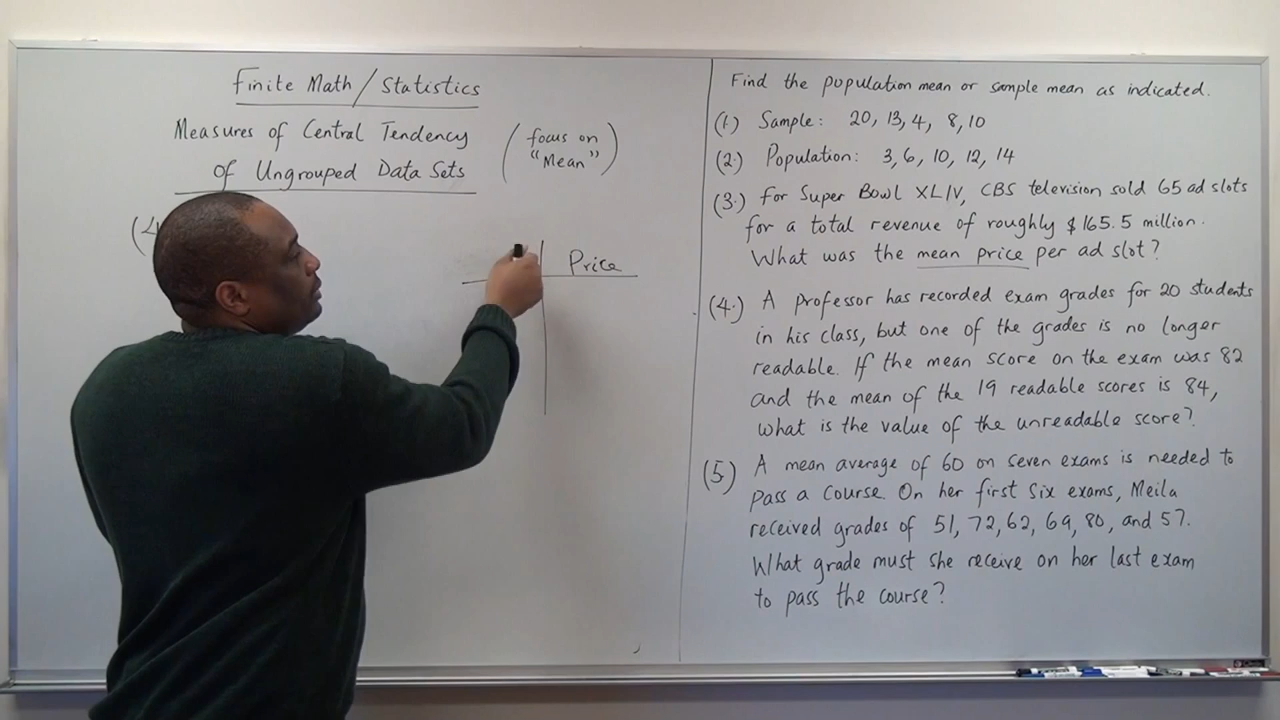 Finite Math/Statistics
Measures of Central Tendency
of Ungrouped Data Sets
(focus on
"Mean")
(4
Price
Find the population mean or sample mean as indicated.
(1) Sample: 20, 13, 4, 8, 10
(2.) Population: 3, 6, 10, 12, 14
(3.) For Super Bowl XLIV, CBS television sold 65 ad slots
for a total revenue of roughly $165.5 million.
What was the mean price per ad slot?
(4.) A professor has recorded exam grades for 20 students
in his class, but one of the grades is no longer
readable. If the mean score on the exam was 82
and the mean of the 19 readable scores is 84,
what is the value of the unreadable score?
(5) A mean average of 60 on seven exams is needed to
pass a course. On her first six exams, Meila
received grades of 51, 72, 62, 69, 80, and 57.
What grade must she receive on her last exam
to pass the course?